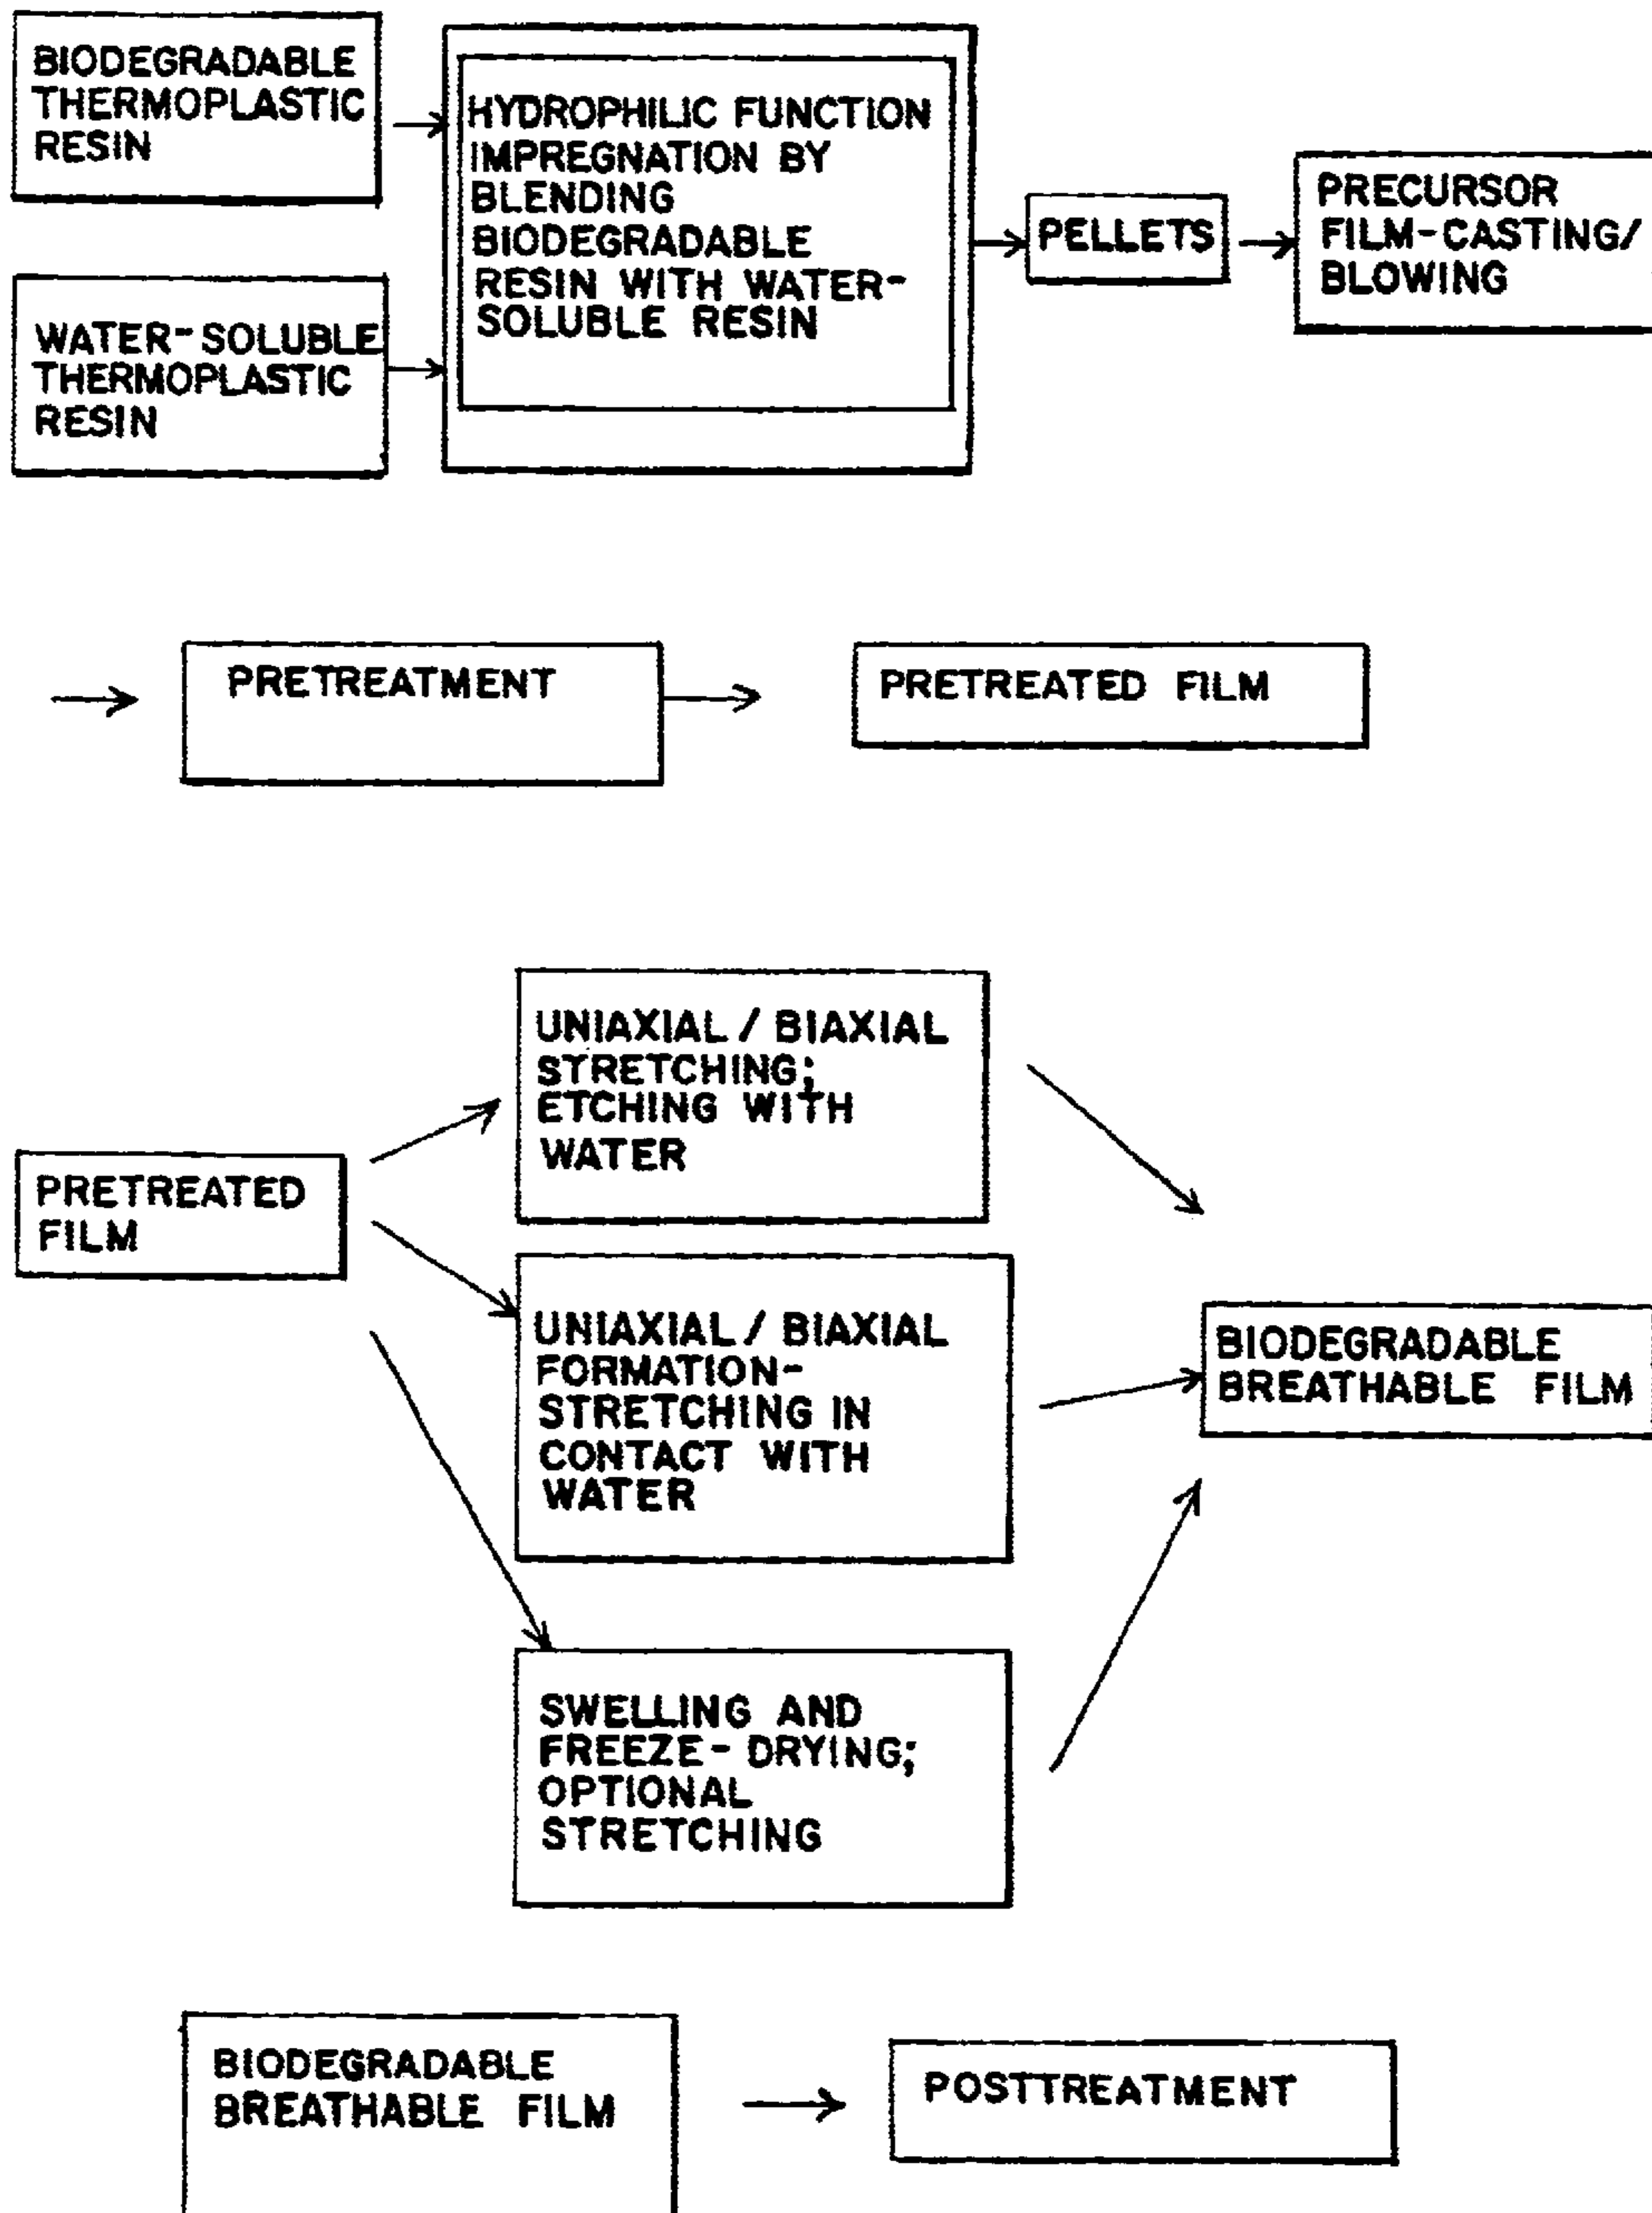 BIODEGRADABLE
THERMOPLASTIC
RESIN
WATER-SOLUBLE
THERMOPLASTIC
RESIN
HYDROPHILIC FUNCTION
IMPREGNATION BY
BLENDING
BIODEGRADABLE
RESIN WITH WATER-
SOLUBLE RESIN
PELLETS
PRECURSOR
FILM-CASTING/
BLOWING
PRETREATMENT
PRETREATED FILM
PRETREATED
FILM
UNIAXIAL / BIAXIAL
STRETCHING;
ETCHING WITH
WATER
UNIAXIAL / BIAXIAL
FORMATION-
STRETCHING IN
CONTACT WITH
WATER
SWELLING AND
FREEZE-DRYING;
OPTIONAL
STRETCHING
BIODEGRADABLE
BREATHABLE FILM
BIODEGRADABLE
BREATHABLE FILM
POSTTREATMENT